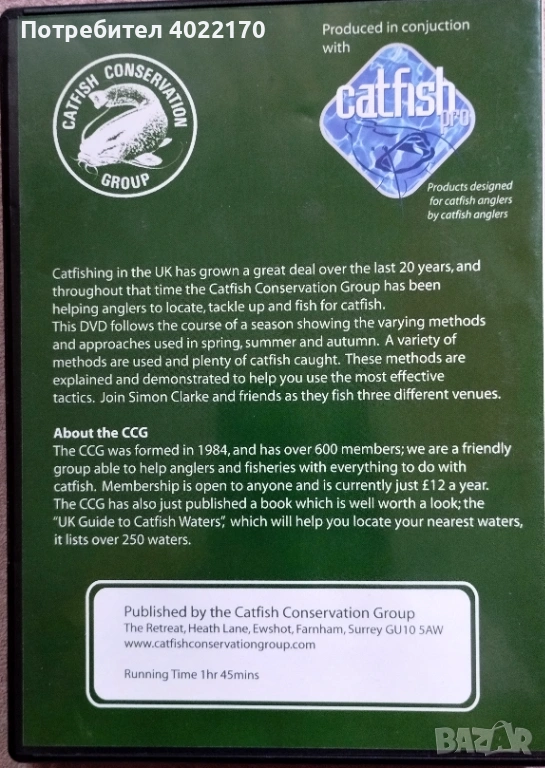 Потребител 4022170
Produced in conjuction
with
CATFISH CONSERVATION
GROUP
catfish
pro
Products designed
for catfish anglers
by catfish anglers
Catfishing in the UK has grown a great deal over the last 20 years, and
throughout that time the Catfish Conservation Group has been
helping anglers to locate, tackle up and fish for catfish.
This DVD follows the course of a season showing the varying methods
and approaches used in spring, summer and autumn. A variety of
methods are used and plenty of catfish caught. These methods are
explained and demonstrated to help you use the most effective
tactics. Join Simon Clarke and friends as they fish three different venues.
About the CCG
The CCG was formed in 1984, and has over 600 members; we are a friendly
group able to help anglers and fisheries with everything to do with
catfish. Membership is open to anyone and is currently just £12 a year.
The CCG has also just published a book which is well worth a look; the
"UK Guide to Catfish Waters", which will help you locate your nearest waters,
it lists over 250 waters.
Published by the Catfish Conservation Group
The Retreat, Heath Lane, Ewshot, Farnham, Surrey GU10 5AW
www.catfishconservationgroup.com
Running Time 1hr 45mins
BAZAR